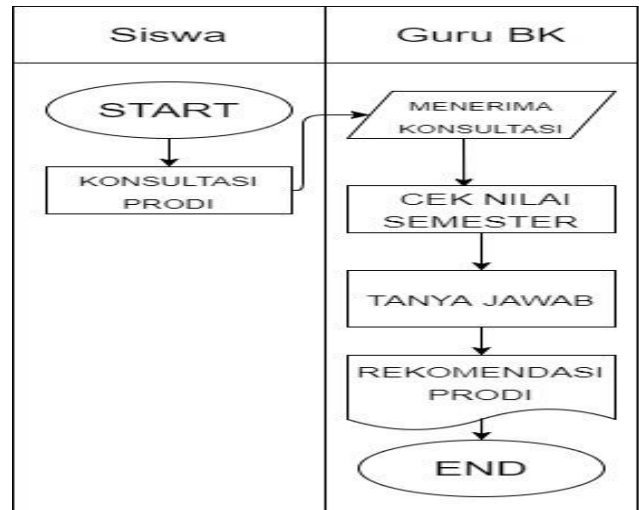 Siswa
Guru BK
START
KONSULTASI
PRODI
MENERIMA
KONSULTASI
CEK NILAI
SEMESTER
TANYA JAWAB
REKOMENDASI
PRODI
END